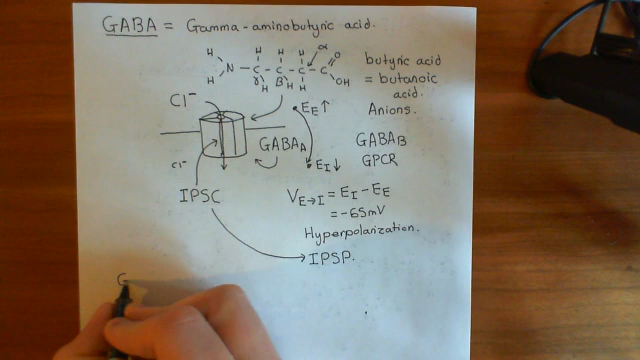 GABA = Gamma-aminobutyric acid.
H H H H α O
N - C - C - C - C
H γ H β H H OH
butyric acid
= butanoic
acid.
Anions.
Cl⁻
E_E ↑
GABA_A
GABA_B
GPCR
Cl⁻
E_I ↓
IPSC
V_E→I = E_I - E_E
= -65mV
Hyperpolarization.
IPSP.
G